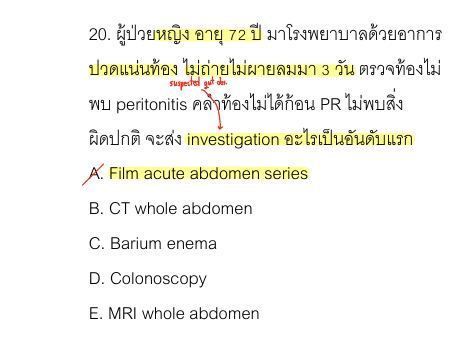 20. ผู้ป่วยหญิง อายุ 72 ปี มาโรงพยาบาลด้วยอาการ
ปวดแน่นท้อง ไม่ถ่ายไม่ผายลมมา 3 วัน ตรวจท้องไม่
suspected gut obs.
พบ peritonitis คลำท้องไม่ได้ก้อน PR ไม่พบสิ่ง
ผิดปกติ จะส่ง investigation อะไรเป็นอันดับแรก
A. Film acute abdomen series
B. CT whole abdomen
C. Barium enema
D. Colonoscopy
E. MRI whole abdomen